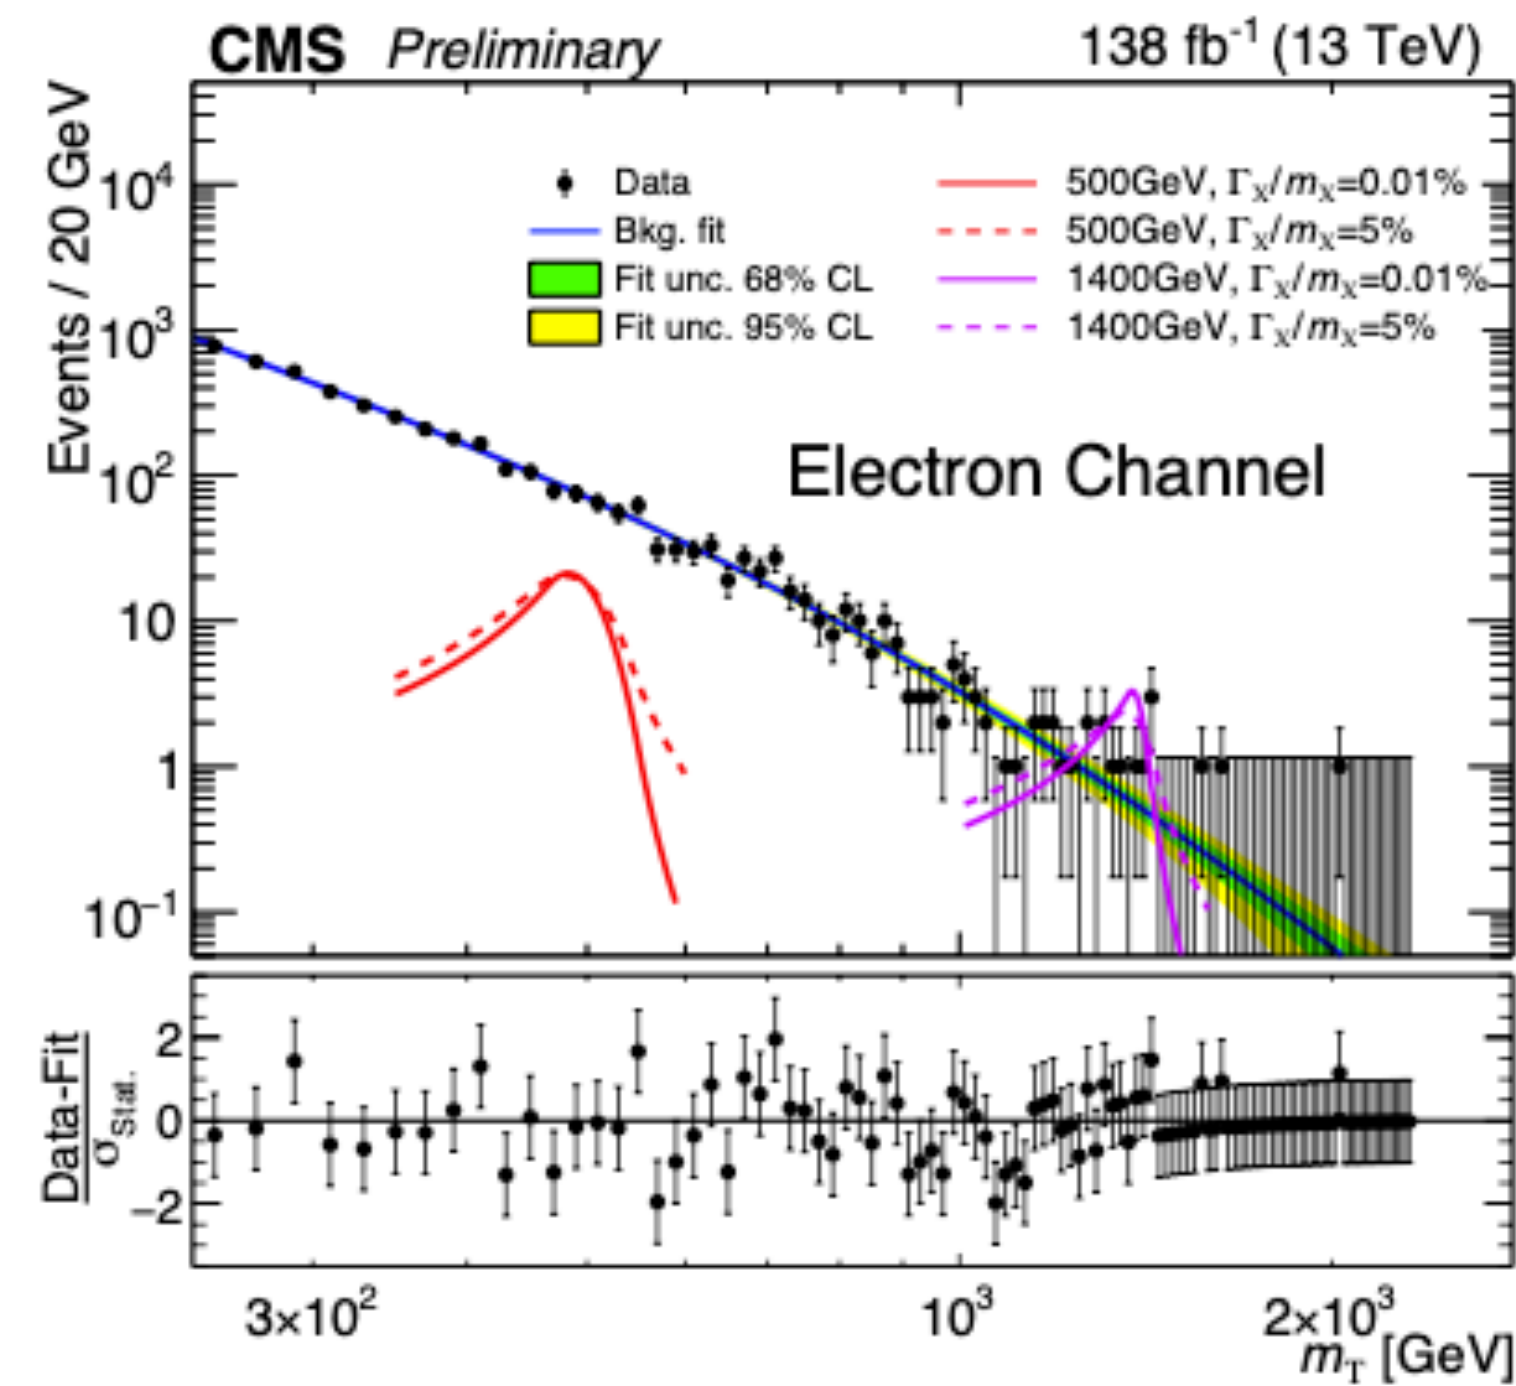 CMS Preliminary 138 fb⁻¹ (13 TeV)
Events / 20 GeV
10⁴
10³
10²
10
1
10⁻¹
Data
Bkg. fit
Fit unc. 68% CL
Fit unc. 95% CL
500GeV, Γ_X/m_X=0.01%
500GeV, Γ_X/m_X=5%
1400GeV, Γ_X/m_X=0.01%
1400GeV, Γ_X/m_X=5%
Electron Channel
Data-Fit
σ_Stat.
2
0
−2
3×10² 10³ 2×10³
m_T [GeV]